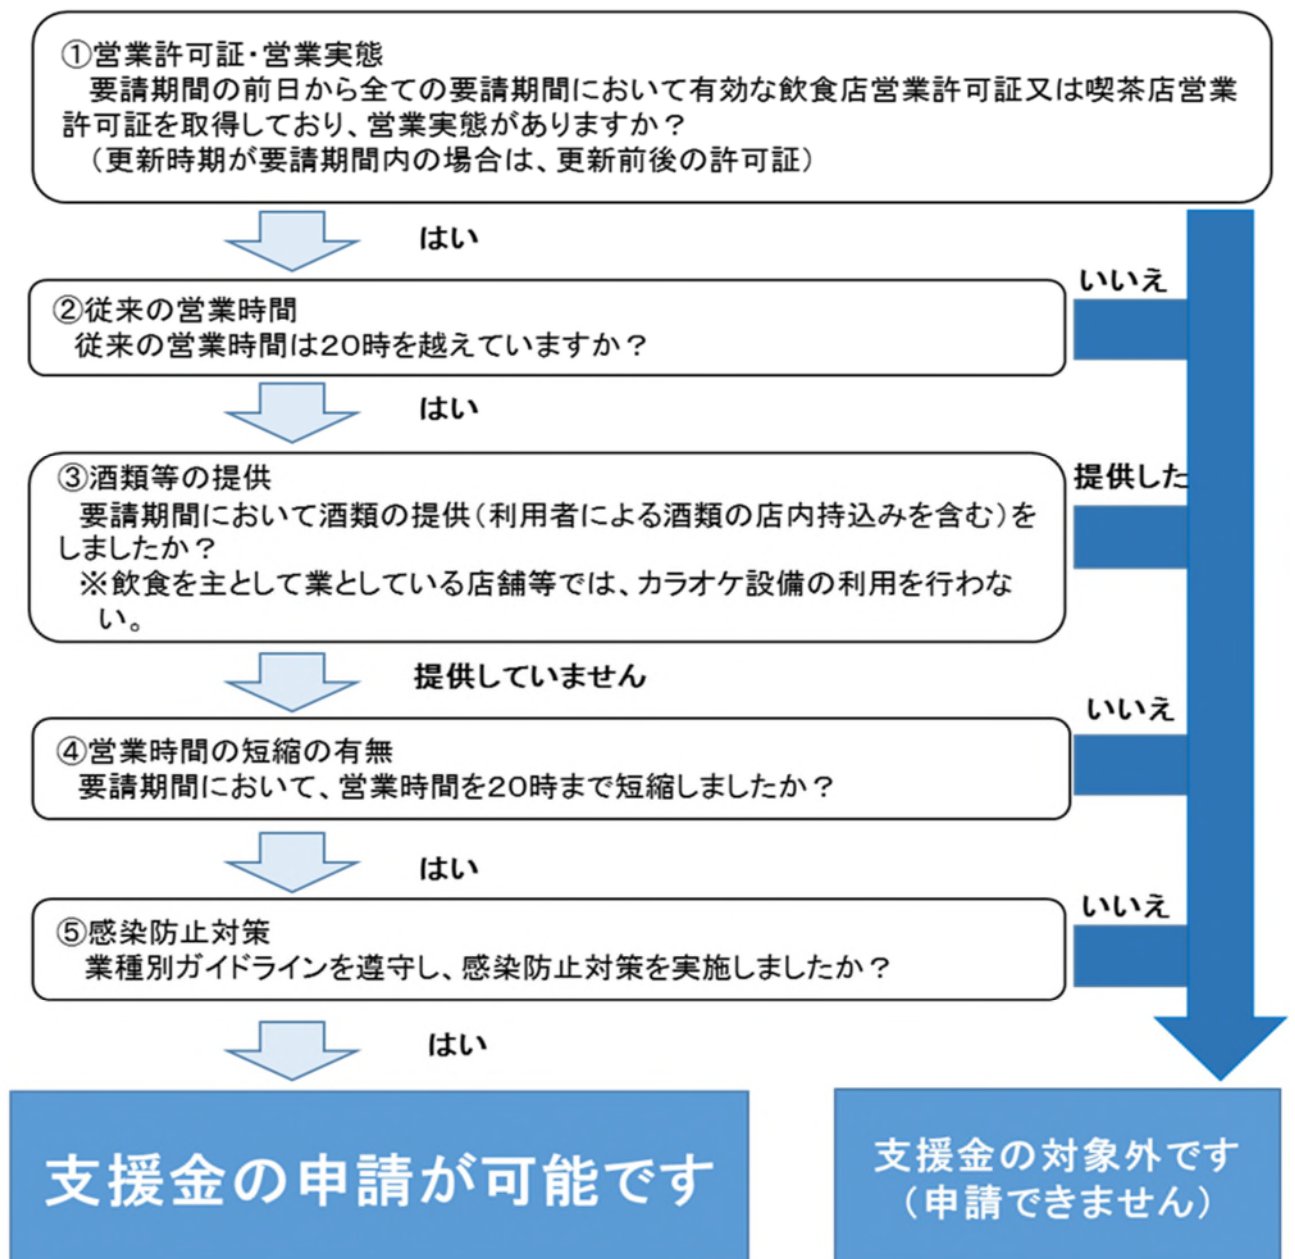 ①営業許可証・営業実態
要請期間の前日から全ての要請期間において有効な飲食店営業許可証又は喫茶店営業
許可証を取得しており、営業実態がありますか？
（更新時期が要請期間内の場合は、更新前後の許可証）
はい
いいえ
②従来の営業時間
従来の営業時間は20時を越えていますか？
はい
③酒類等の提供
提供した
要請期間において酒類の提供（利用者による酒類の店内持込みを含む）を
しましたか？
※飲食を主として業としている店舗等では、カラオケ設備の利用を行わな
い。
提供していません
いいえ
④営業時間の短縮の有無
要請期間において、営業時間を20時まで短縮しましたか？
はい
いいえ
⑤感染防止対策
業種別ガイドラインを遵守し、感染防止対策を実施しましたか？
はい
支援金の申請が可能です
支援金の対象外です
（申請できません）